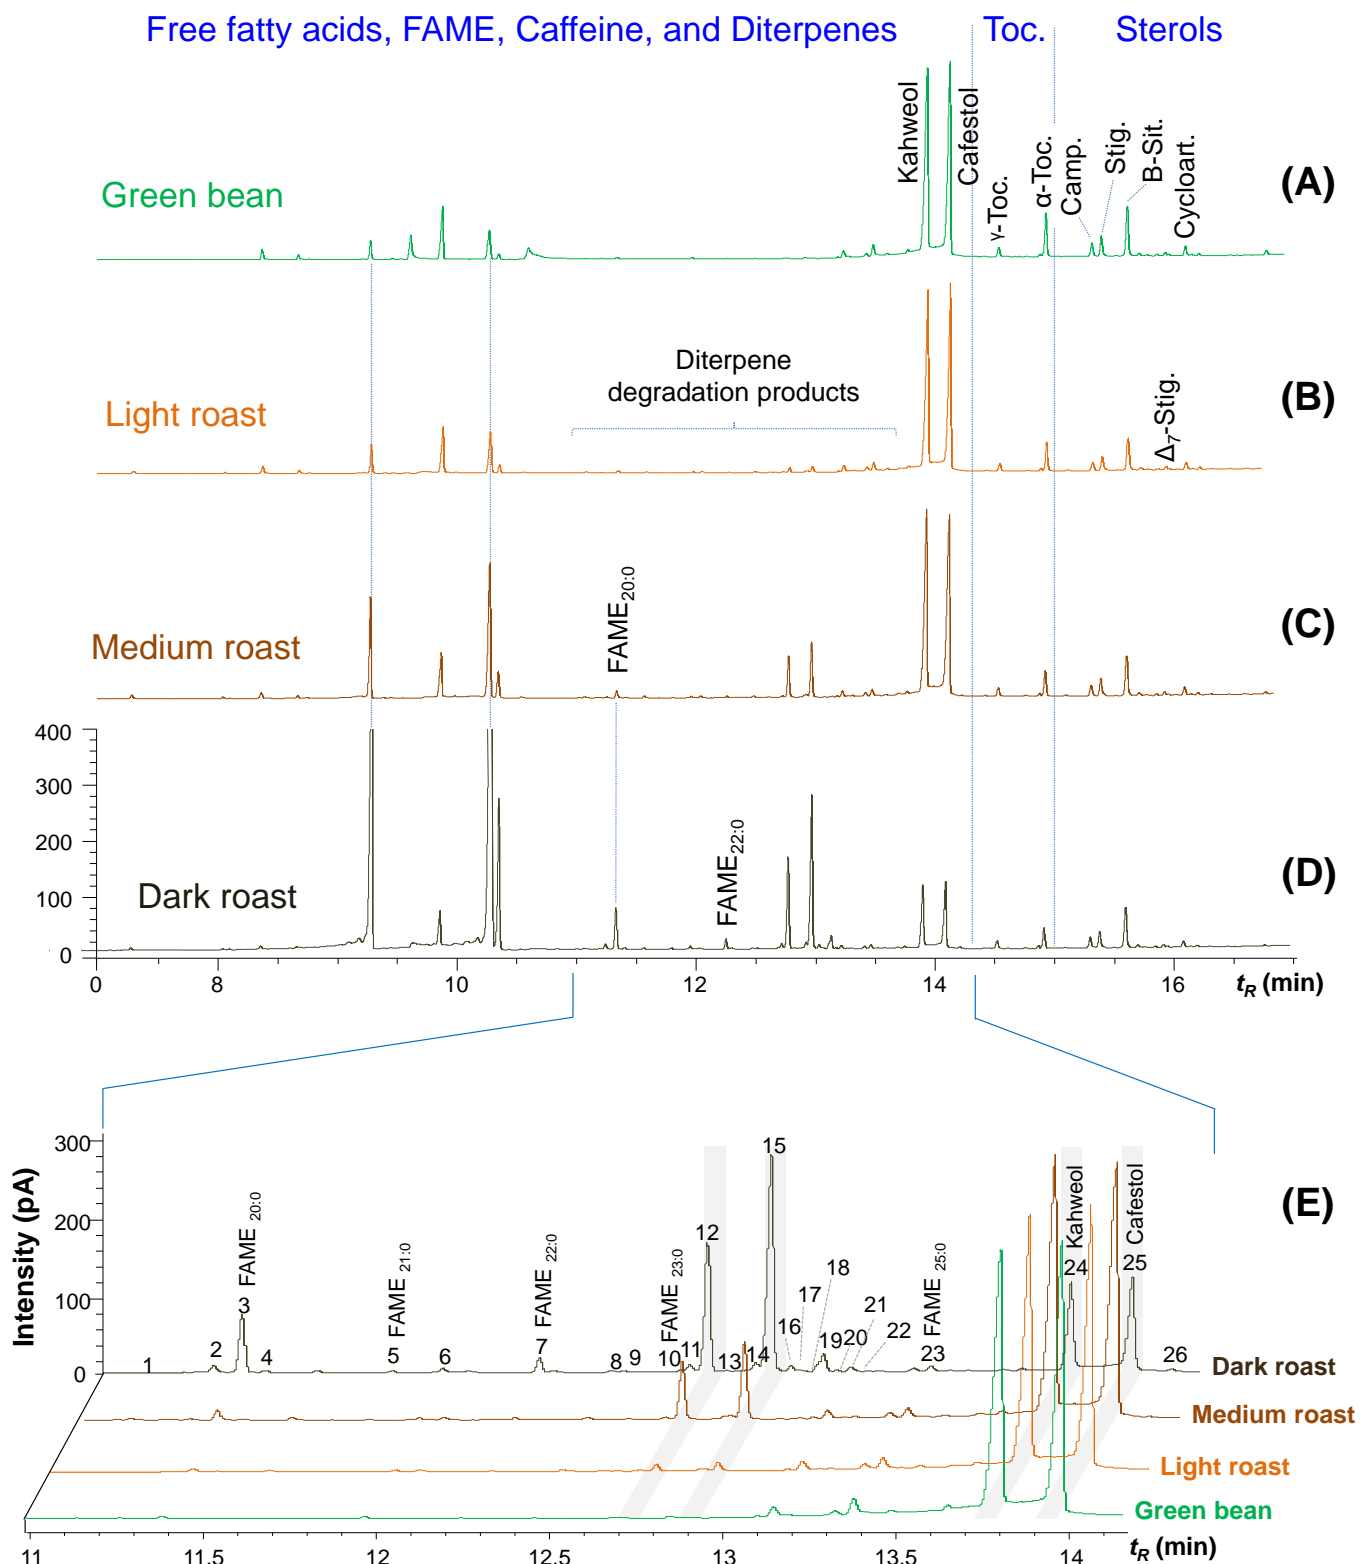 Free fatty acids, FAME, Caffeine, and Diterpenes Toc. Sterols
Kahweol
Cafestol
γ-Toc.
α-Toc.
Camp.
Stig.
B-Sit.
Cycloart.
(A)
Green bean
Diterpene
degradation products
Δ7-Stig.
(B)
Light roast
FAME20:0
(C)
Medium roast
400
300
200
100
0
FAME22:0
(D)
Dark roast
0 8 10 12 14 16 tR (min)
300
200
100
0
Intensity (pA)
(E)
1
2
3
FAME 20:0
4
5
FAME 21:0
6
7
FAME 22:0
8
9
10
FAME 23:0
11
12
13
14
15
16
17
18
19
20
21
22
23
FAME 25:0
24
Kahweol
25
Cafestol
26
Dark roast
Medium roast
Light roast
Green bean
11 11.5 12 12.5 13 13.5 14 tR (min)